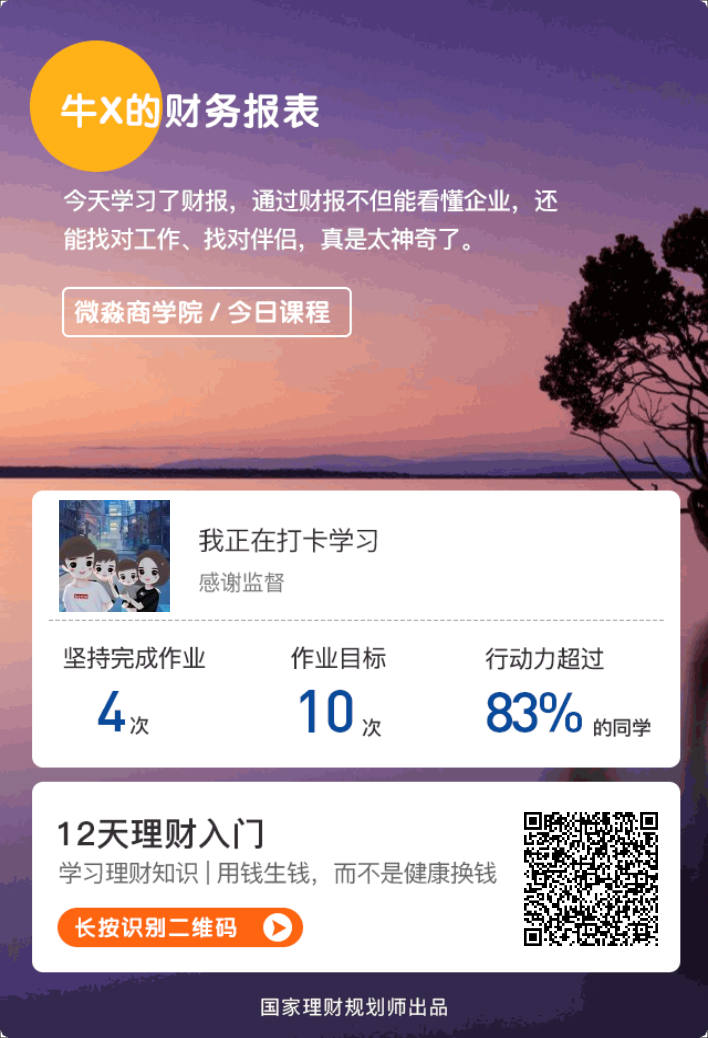 牛X的财务报表
今天学习了财报，通过财报不但能看懂企业，还
能找对工作、找对伴侣，真是太神奇了。
微淼商学院 / 今日课程
我正在打卡学习
感谢监督
坚持完成作业 作业目标 行动力超过
4次 10次 83%的同学
12天理财入门
学习理财知识 | 用钱生钱，而不是健康换钱
长按识别二维码
国家理财规划师出品